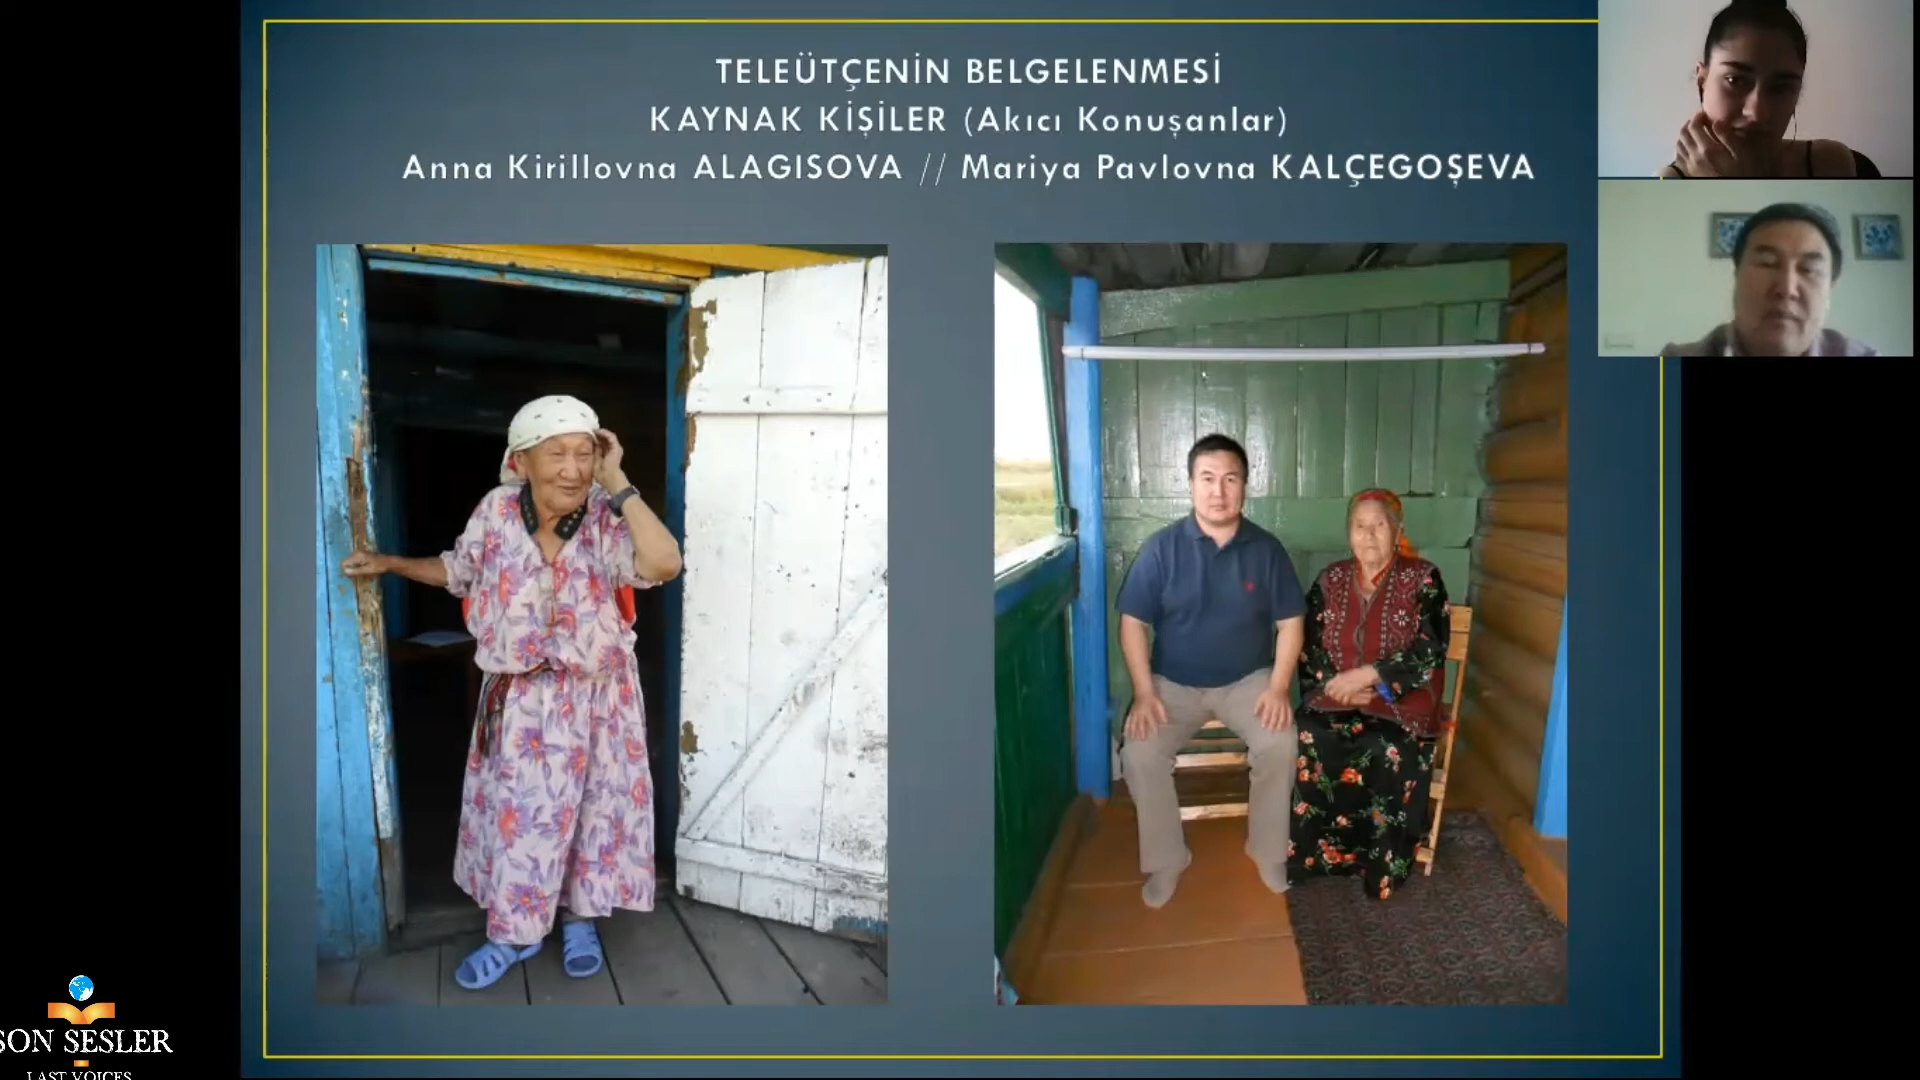 TELEÜTÇENİN BELGELENMESİ
KAYNAK KİŞİLER (Akıcı Konuşanlar)
Anna Kirillovna ALAGISOVA // Mariya Pavlovna KALÇEGOŞEVA
SON SESLER
LAST VOICES